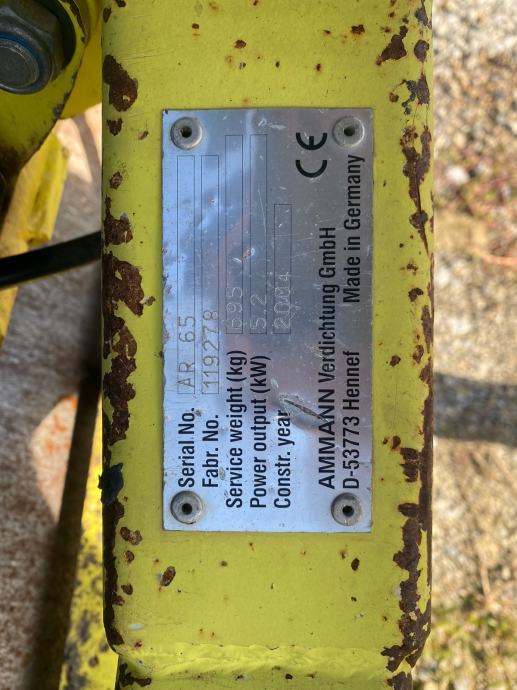 Serial No. AR 65
Fabr. No. 119278
Service weight (kg) 695
Power output (kW) 5.2
Constr. year 2004
AMMANN Verdichtung GmbH
D-53773 Hennef Made in Germany
CE